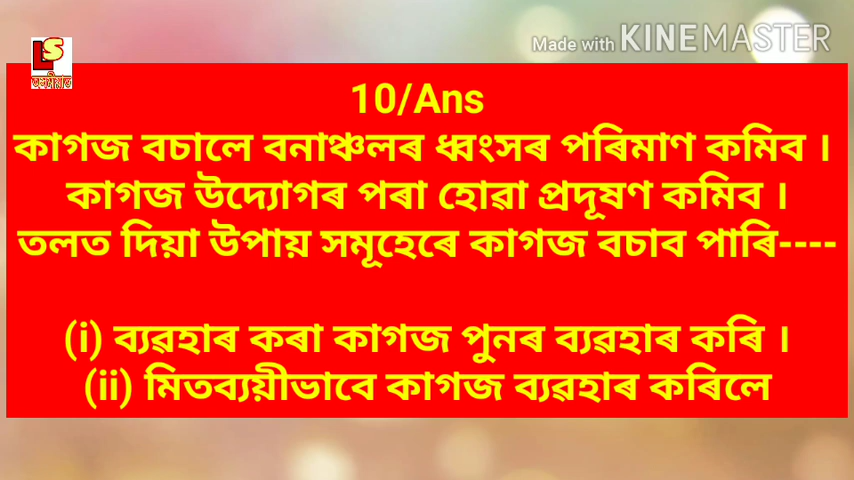 Made with KINEMASTER
LS
10/Ans
কাগজ বচালে বনাঞ্চলৰ ধ্বংসৰ পৰিমাণ কমিব ।
কাগজ উদ্যোগৰ পৰা হোৱা প্ৰদূষণ কমিব ।
তলত দিয়া উপায় সমূহেৰে কাগজ বচাব পাৰি----
(i) ব্যৱহাৰ কৰা কাগজ পুনৰ ব্যৱহাৰ কৰি ।
(ii) মিতব্যয়ীভাবে কাগজ ব্যৱহাৰ কৰিলে